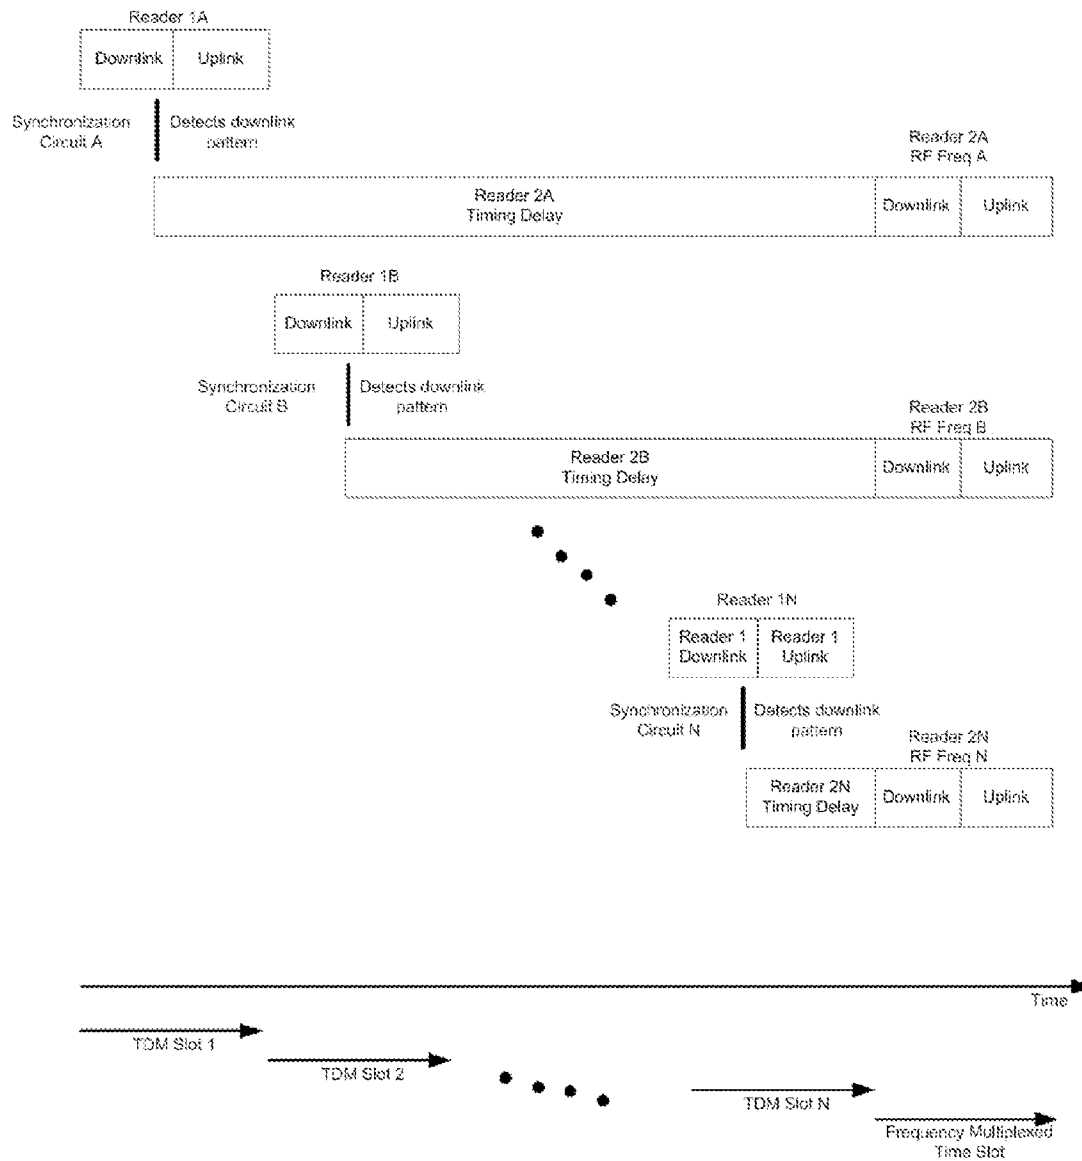 Reader 1A
Downlink
Uplink
Synchronization
Circuit A
Detects downlink
pattern
Reader 2A
RF Freq A
Reader 2A
Timing Delay
Downlink
Uplink
Reader 1B
Downlink
Uplink
Synchronization
Circuit B
Detects downlink
pattern
Reader 2B
RF Freq B
Reader 2B
Timing Delay
Downlink
Uplink
Reader 1N
Reader 1
Downlink
Reader 1
Uplink
Synchronization
Circuit N
Detects downlink
pattern
Reader 2N
RF Freq N
Reader 2N
Timing Delay
Downlink
Uplink
Time
TDM Slot 1
TDM Slot 2
TDM Slot N
Frequency Multiplexed
Time Slot